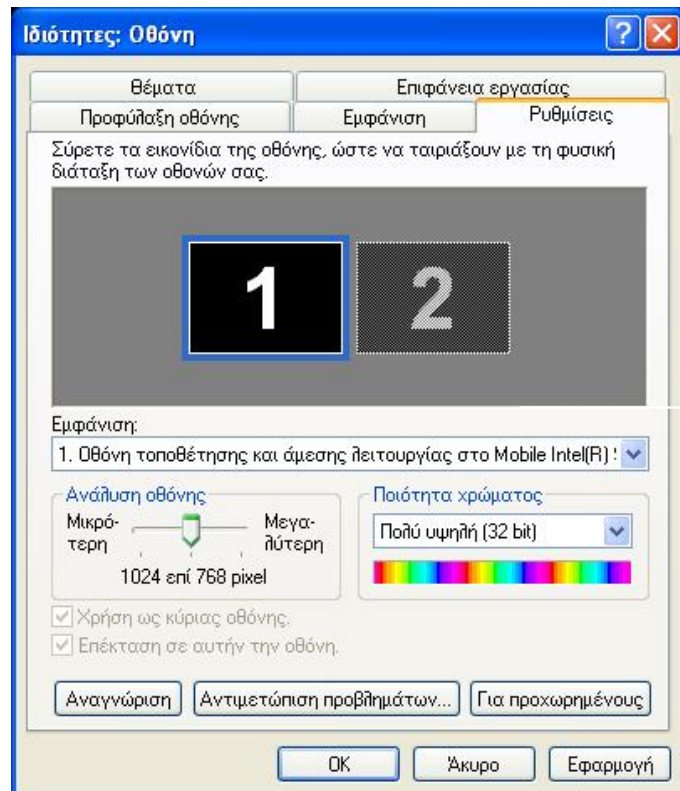 Ιδιότητες: Οθόνη
Θέματα
Επιφάνεια εργασίας
Προφύλαξη οθόνης
Εμφάνιση
Ρυθμίσεις
Σύρετε τα εικονίδια της οθόνης, ώστε να ταιριάξουν με τη φυσική
διάταξη των οθονών σας.
1
2
Εμφάνιση:
1. Οθόνη τοποθέτησης και άμεσης λειτουργίας στο Mobile Intel(R)
Ανάλυση οθόνης
Μικρό-
τερη
Μεγα-
λύτερη
1024 επί 768 pixel
Ποιότητα χρώματος
Πολύ υψηλή (32 bit)
Χρήση ως κύριας οθόνης.
Επέκταση σε αυτήν την οθόνη.
Αναγνώριση
Αντιμετώπιση προβλημάτων...
Για προχωρημένους
OK
Άκυρο
Εφαρμογή